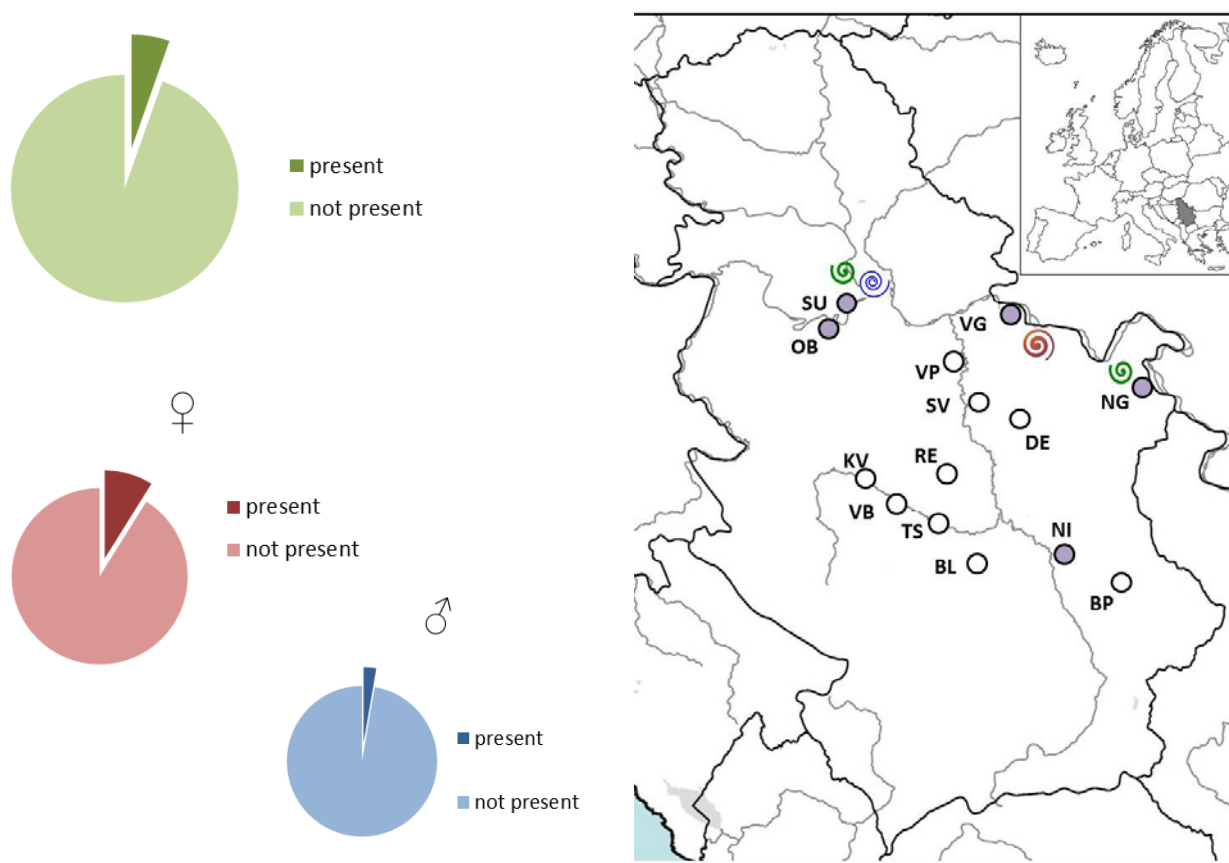 present
not present
♀
present
not present
♂
present
not present
SU
OB
VG
VP
SV
NG
DE
KV
RE
VB
TS
NI
BL
BP